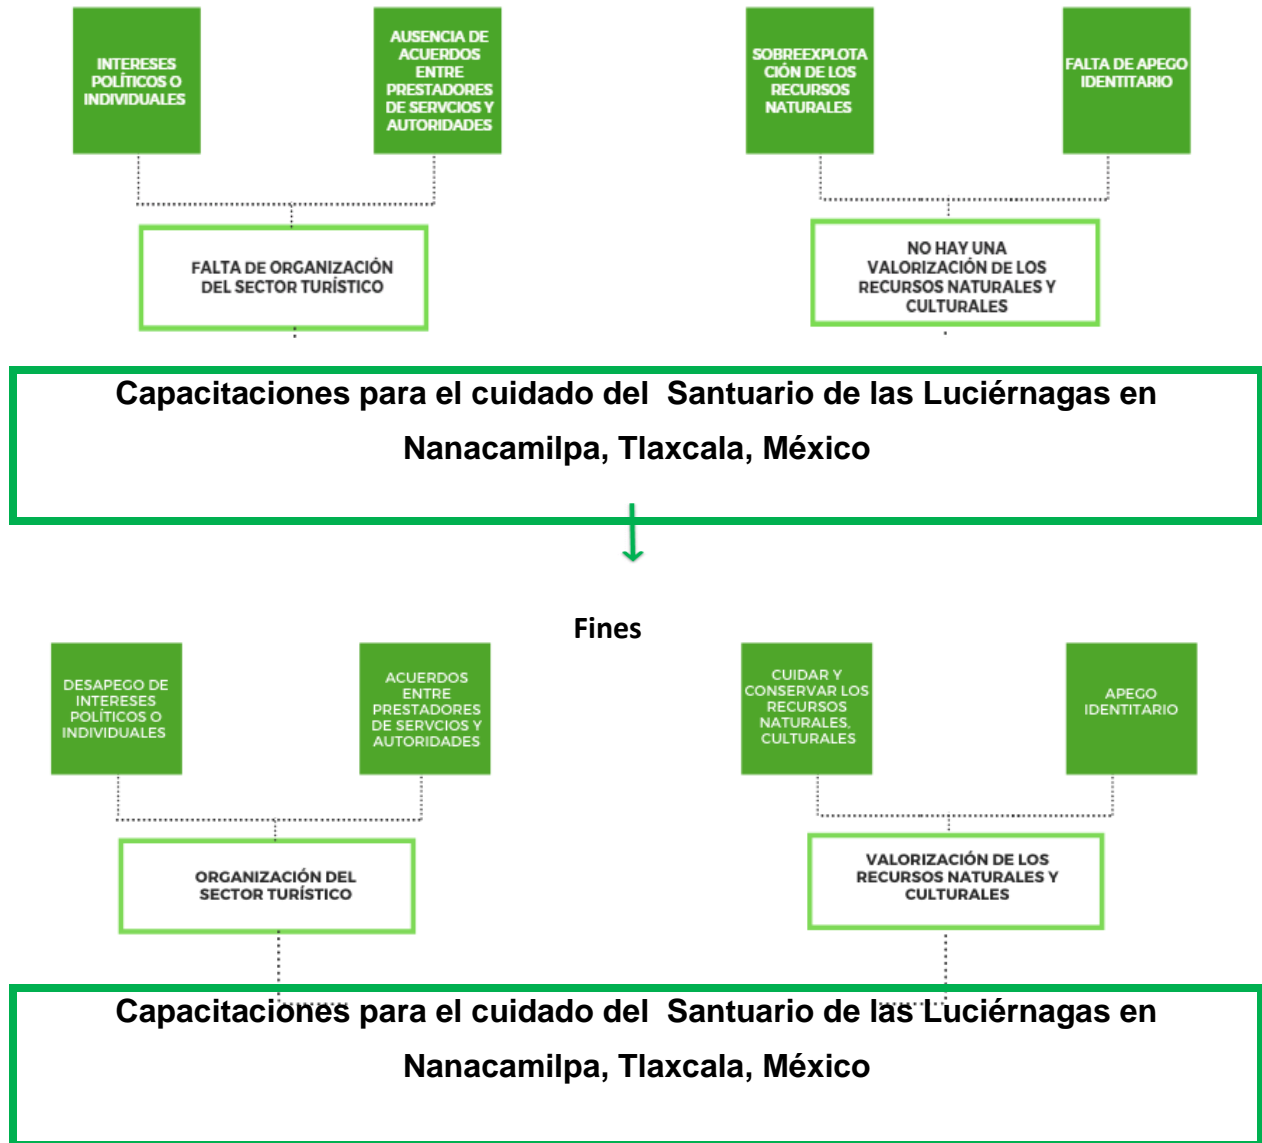 INTERESES
POLÍTICOS O
INDIVIDUALES
AUSENCIA DE
ACUERDOS
ENTRE
PRESTADORES
DE SERVCIOS Y
AUTORIDADES
SOBREEXPLOTA
CIÓN DE LOS
RECURSOS
NATURALES
FALTA DE APEGO
IDENTITARIO
FALTA DE ORGANIZACIÓN
DEL SECTOR TURÍSTICO
NO HAY UNA
VALORIZACIÓN DE LOS
RECURSOS NATURALES Y
CULTURALES
Capacitaciones para el cuidado del Santuario de las Luciérnagas en
Nanacamilpa, Tlaxcala, México
Fines
DESAPEGO DE
INTERESES
POLÍTICOS O
INDIVIDUALES
ACUERDOS
ENTRE
PRESTADORES
DE SERVCIOS Y
AUTORIDADES
CUIDAR Y
CONSERVAR LOS
RECURSOS
NATURALES,
CULTURALES
APEGO
IDENTITARIO
ORGANIZACIÓN DEL
SECTOR TURÍSTICO
VALORIZACIÓN DE LOS
RECURSOS NATURALES Y
CULTURALES
Capacitaciones para el cuidado del Santuario de las Luciérnagas en
Nanacamilpa, Tlaxcala, México